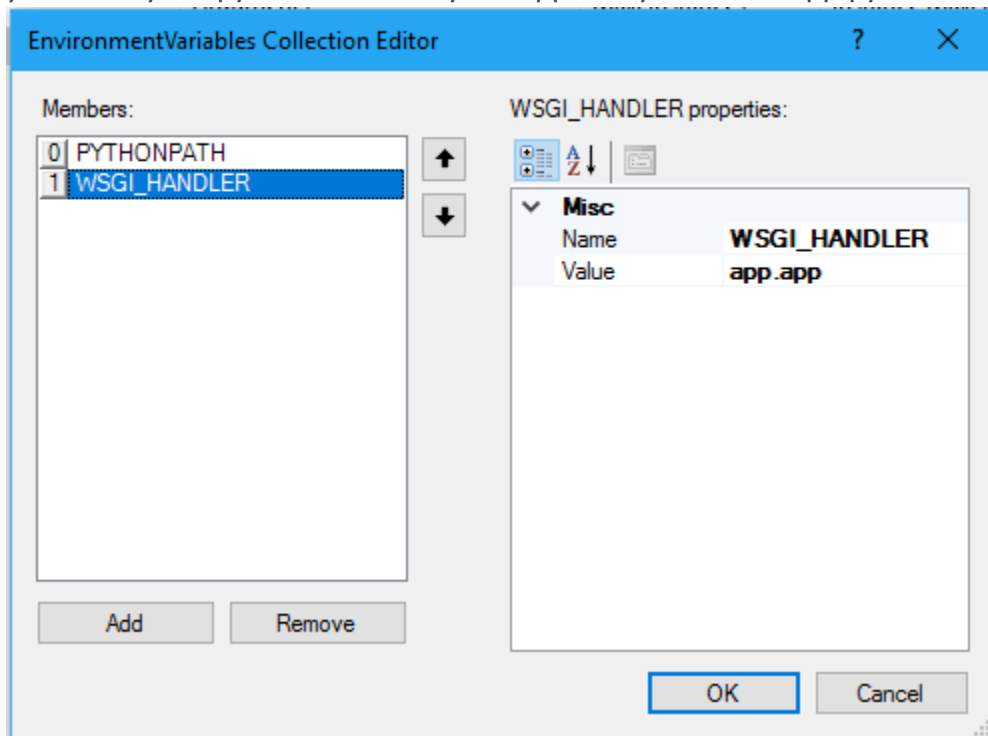 EnvironmentVariables Collection Editor ? ×
Members:
0 PYTHONPATH
1 WSGI_HANDLER
Add Remove
WSGI_HANDLER properties:
A
Z
Misc
Name WSGI_HANDLER
Value app.app
OK Cancel